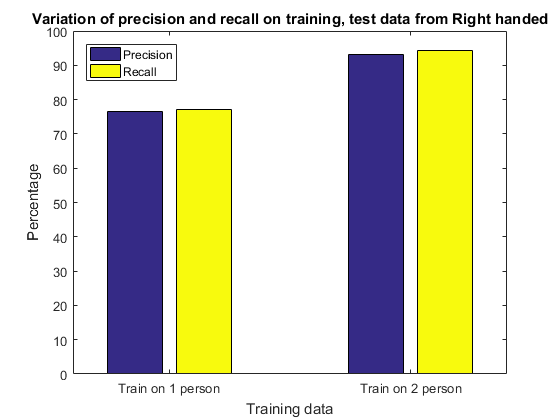 Variation of precision and recall on training, test data from Right handed
Precision
Recall
Percentage
100
90
80
70
60
50
40
30
20
10
0
Train on 1 person
Train on 2 person
Training data